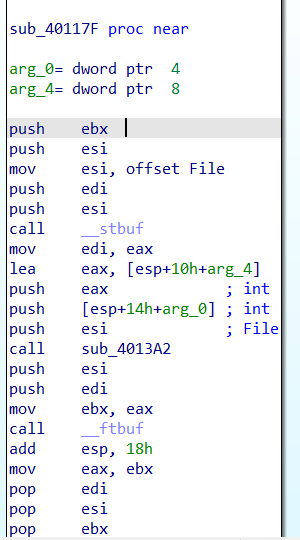 sub_40117F proc near
arg_0= dword ptr  4
arg_4= dword ptr  8
push    ebx
push    esi
mov     esi, offset File
push    edi
push    esi
call    __stbuf
mov     edi, eax
lea     eax, [esp+10h+arg_4]
push    eax             ; int
push    [esp+14h+arg_0] ; int
push    esi             ; File
call    sub_4013A2
push    esi
push    edi
mov     ebx, eax
call    __ftbuf
add     esp, 18h
mov     eax, ebx
pop     edi
pop     esi
pop     ebx